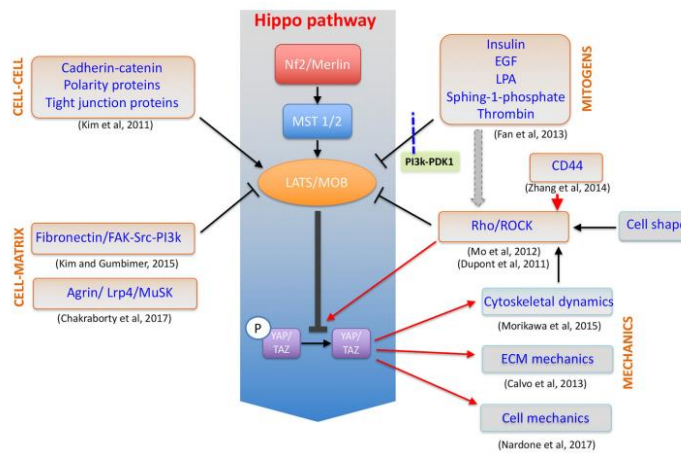 Hippo pathway
CELL-CELL
Cadherin-catenin
Polarity proteins
Tight junction proteins
(Kim et al, 2011)
Nf2/Merlin
MST 1/2
LATS/MOB
Insulin
EGF
LPA
Sphing-1-phosphate
Thrombin
(Fan et al, 2013)
MITOGENS
PI3k-PDK1
CD44
(Zhang et al, 2014)
CELL-MATRIX
Fibronectin/FAK-Src-PI3k
(Kim and Gumbimer, 2015)
Agrin/ Lrp4/MuSK
(Chakraborty et al, 2017)
Rho/ROCK
(Mo et al, 2012)
(Dupont et al, 2011)
Cell shape
P
YAP/
TAZ
YAP/
TAZ
Cytoskeletal dynamics
(Morikawa et al, 2015)
ECM mechanics
(Calvo et al, 2013)
Cell mechanics
(Nardone et al, 2017)
MECHANICS